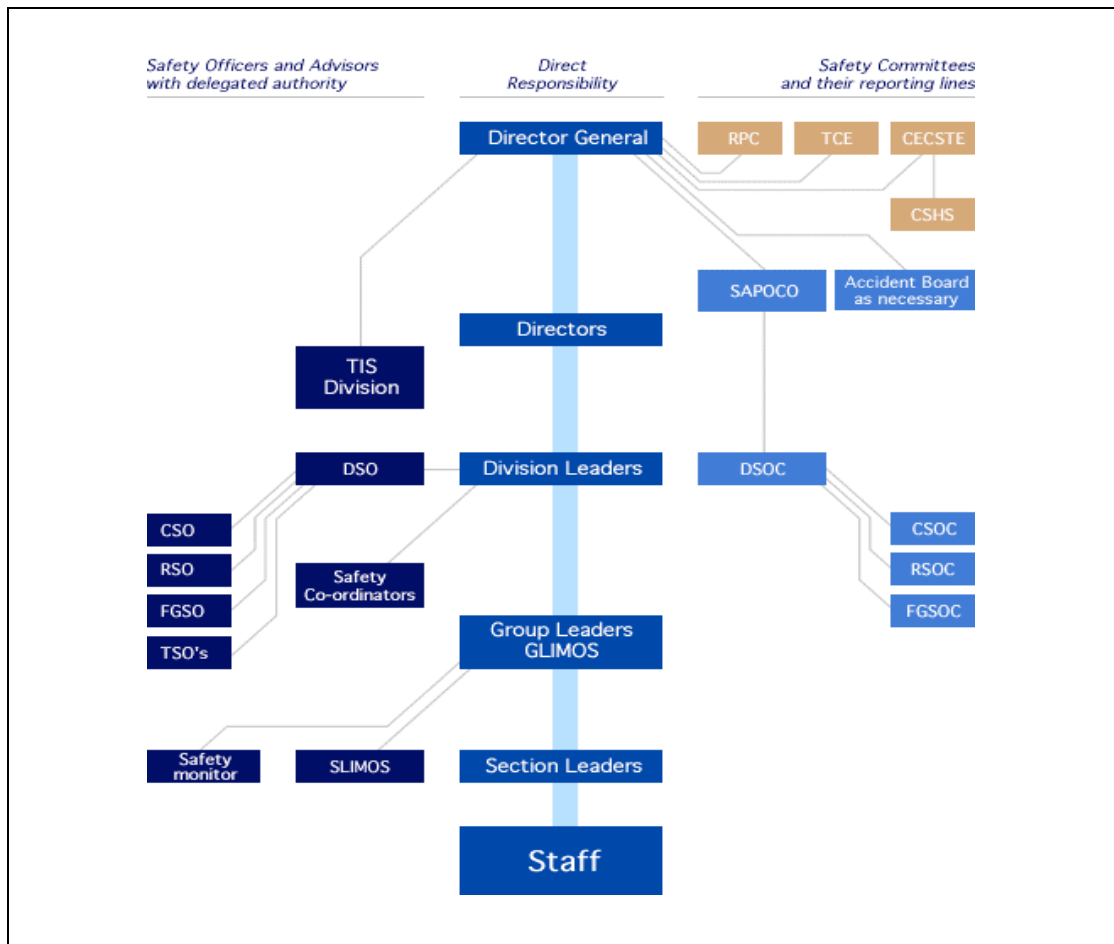 Safety Officers and Advisors
with delegated authority
Direct
Responsibility
Safety Committees
and their reporting lines
Director General
RPC
TCE
CECSTE
CSHS
SAPOCO
Accident Board
as necessary
Directors
TIS
Division
DSO
Division Leaders
DSOC
CSO
RSO
FGSO
TSO's
Safety
Co-ordinators
CSOC
RSOC
FGSOC
Group Leaders
GLIMOS
Safety
monitor
SLIMOS
Section Leaders
Staff